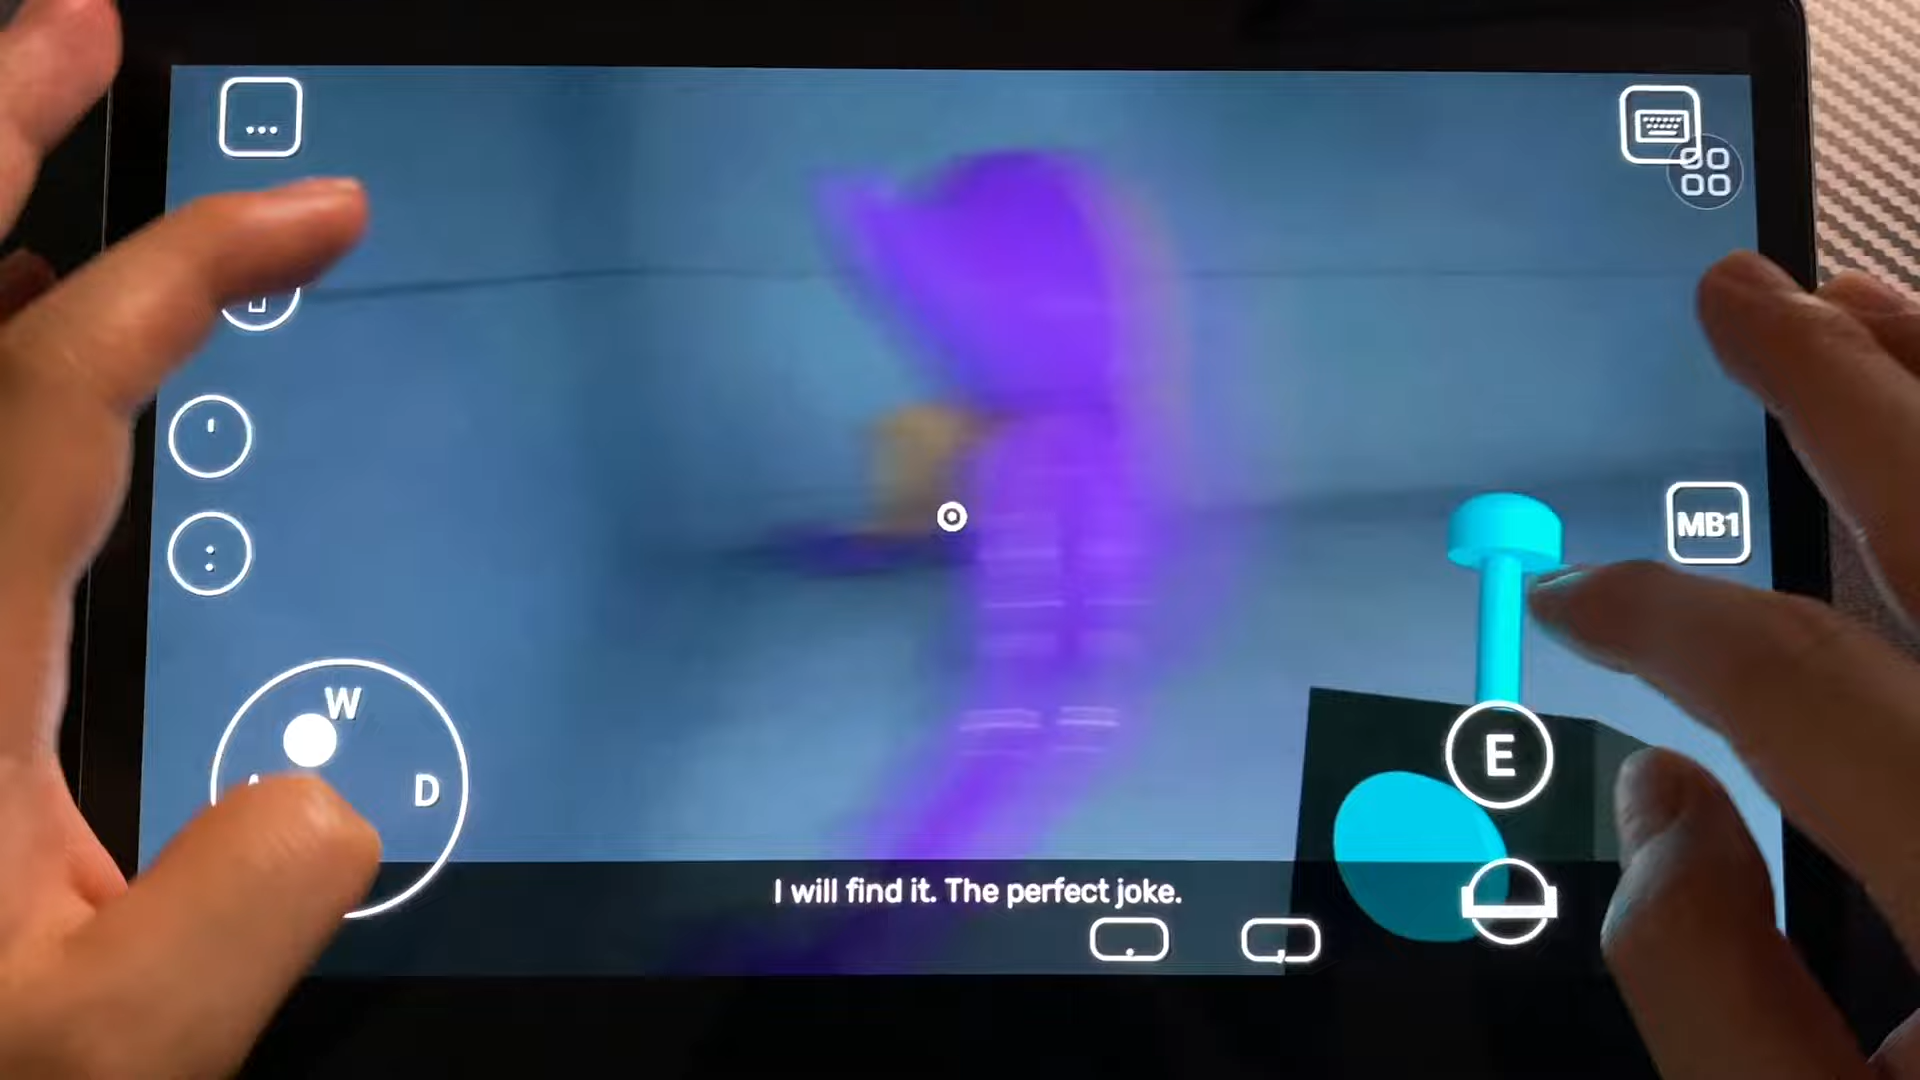 ...
MB1
W
D
E
I will find it. The perfect joke.